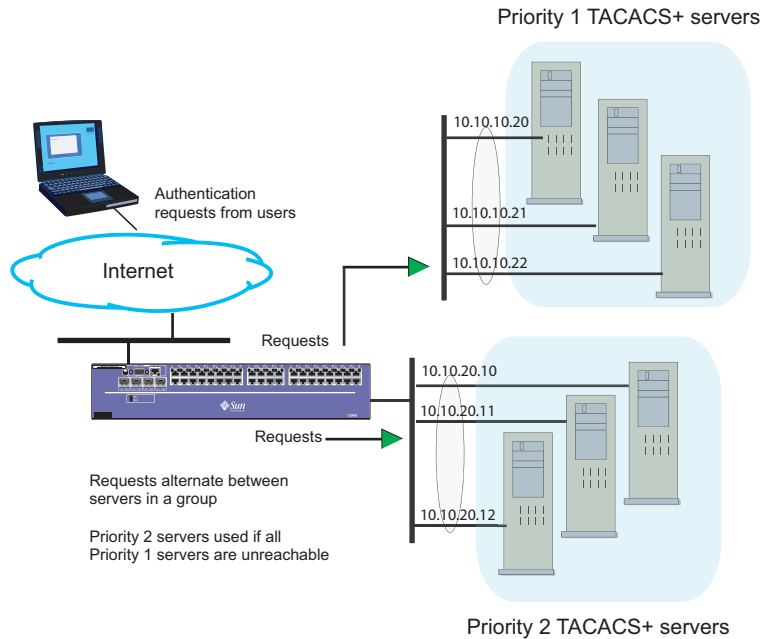 Priority 1 TACACS+ servers
10.10.10.20
Authentication
requests from users
10.10.10.21
Internet
10.10.10.22
Requests
10.10.20.10
10.10.20.11
Sun
Requests
Requests alternate between
servers in a group
10.10.20.12
Priority 2 servers used if all
Priority 1 servers are unreachable
Priority 2 TACACS+ servers